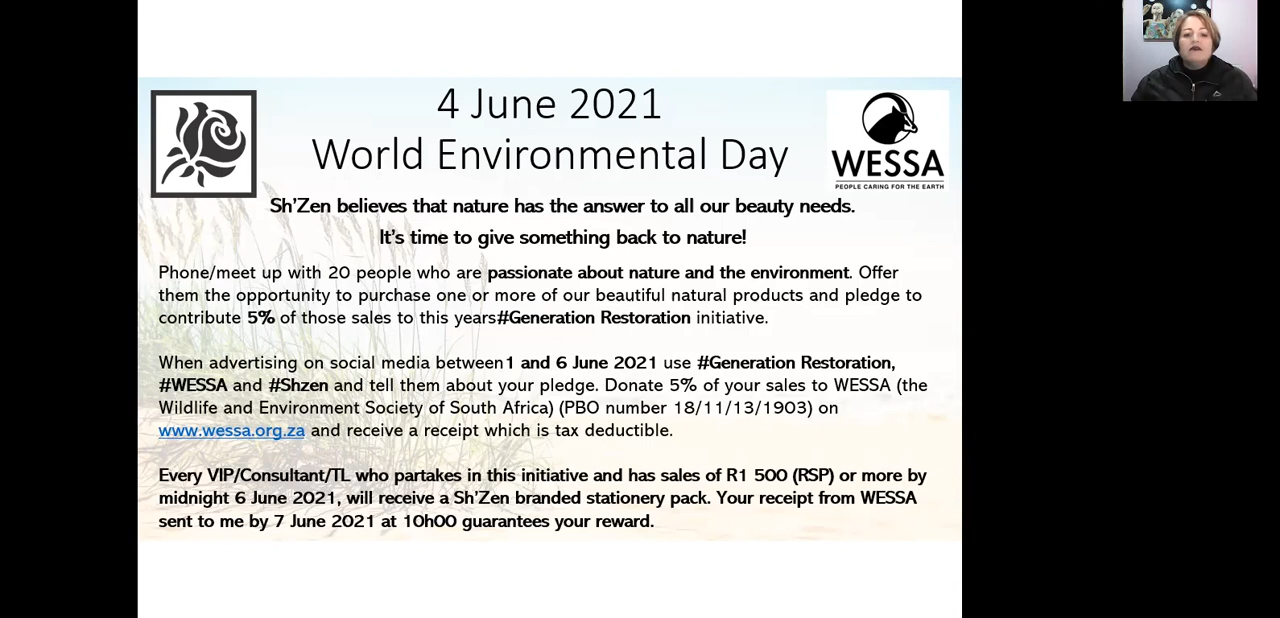 4 June 2021
World Environmental Day
WESSA
PEOPLE CARING FOR THE EARTH
Sh'Zen believes that nature has the answer to all our beauty needs.
It's time to give something back to nature!
Phone/meet up with 20 people who are passionate about nature and the environment. Offer
them the opportunity to purchase one or more of our beautiful natural products and pledge to
contribute 5% of those sales to this years#Generation Restoration initiative.
When advertising on social media between1 and 6 June 2021 use #Generation Restoration,
#WESSA and #Shzen and tell them about your pledge. Donate 5% of your sales to WESSA (the
Wildlife and Environment Society of South Africa) (PBO number 18/11/13/1903) on
www.wessa.org.za and receive a receipt which is tax deductible.
Every VIP/Consultant/TL who partakes in this initiative and has sales of R1 500 (RSP) or more by
midnight 6 June 2021, will receive a Sh'Zen branded stationery pack. Your receipt from WESSA
sent to me by 7 June 2021 at 10h00 guarantees your reward.